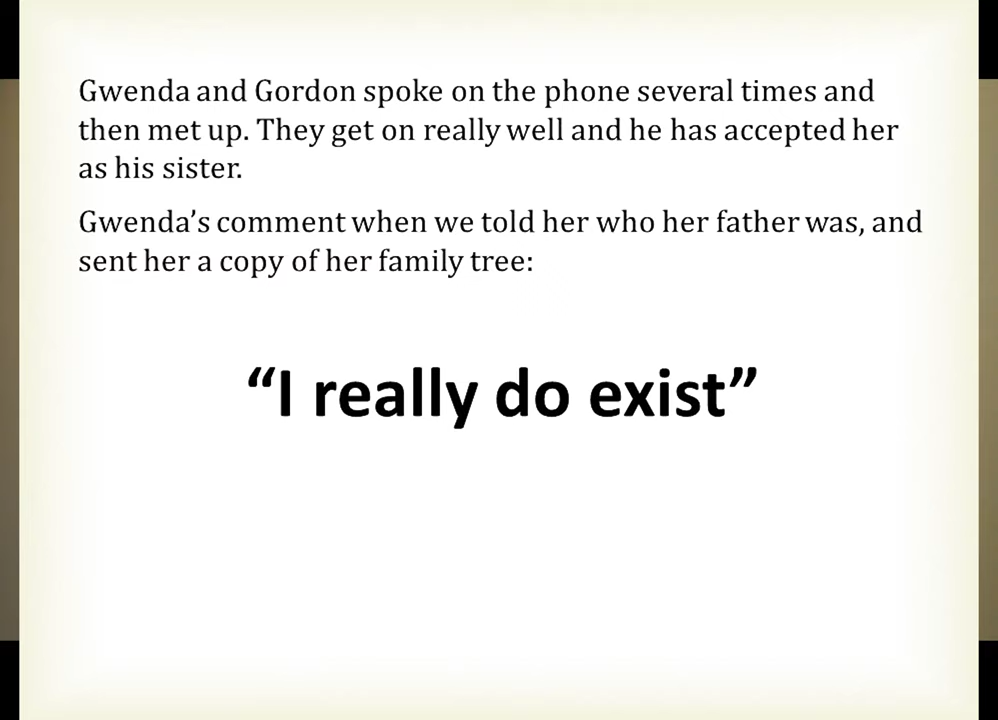 Gwenda and Gordon spoke on the phone several times and
then met up. They get on really well and he has accepted her
as his sister.
Gwenda’s comment when we told her who her father was, and
sent her a copy of her family tree:
“I really do exist”